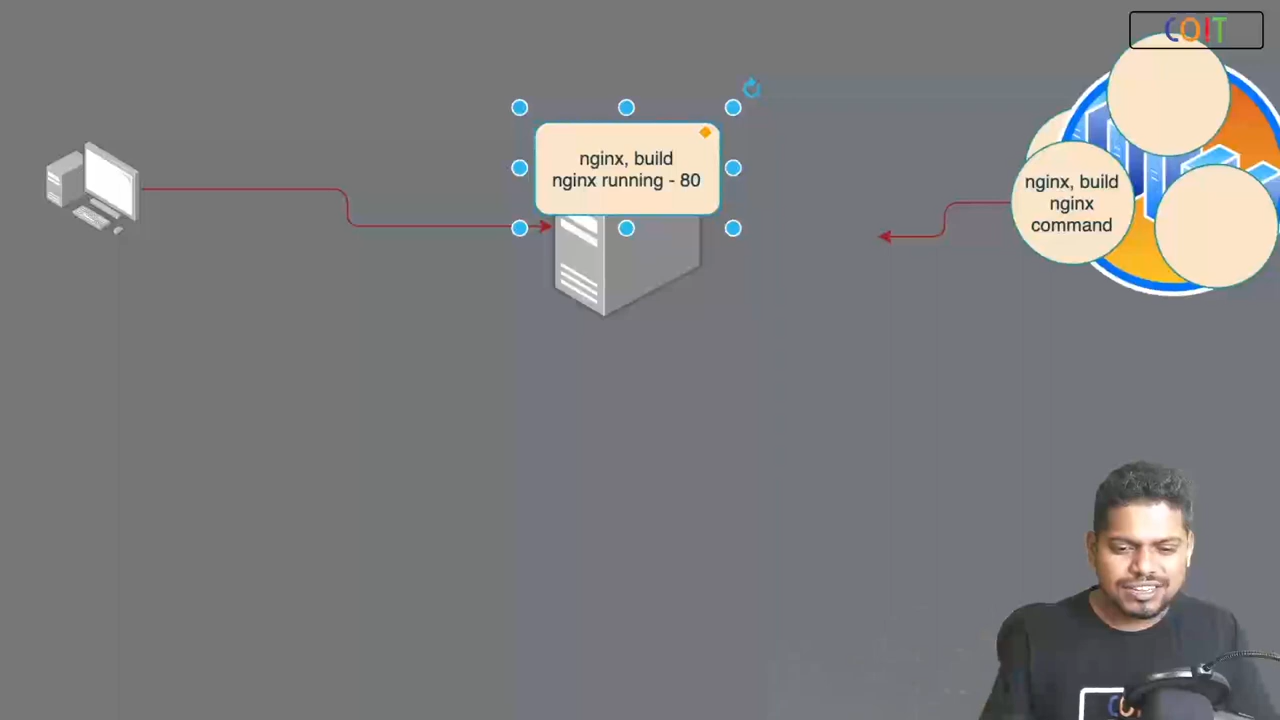 COIT
nginx, build
nginx running - 80
nginx, build
nginx
command